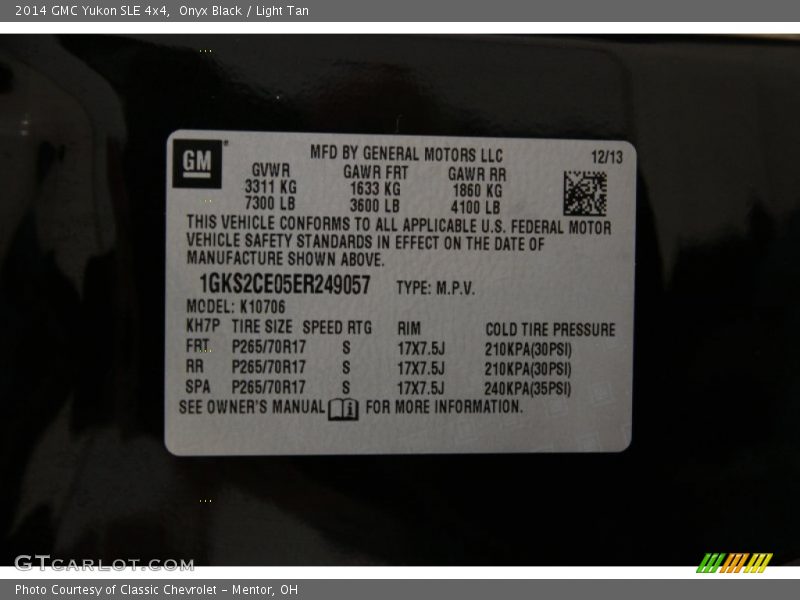 2014 GMC Yukon SLE 4x4,  Onyx Black / Light Tan
GM
MFD BY GENERAL MOTORS LLC 12/13
GVWR GAWR FRT GAWR RR
3311 KG 1633 KG 1860 KG
7300 LB 3600 LB 4100 LB
THIS VEHICLE CONFORMS TO ALL APPLICABLE U.S. FEDERAL MOTOR
VEHICLE SAFETY STANDARDS IN EFFECT ON THE DATE OF
MANUFACTURE SHOWN ABOVE.
1GKS2CE05ER249057 TYPE: M.P.V.
MODEL: K10706
KH7P TIRE SIZE SPEED RTG RIM COLD TIRE PRESSURE
FRT P265/70R17 S 17X7.5J 210KPA(30PSI)
RR P265/70R17 S 17X7.5J 210KPA(30PSI)
SPA P265/70R17 S 17X7.5J 240KPA(35PSI)
SEE OWNER'S MANUAL FOR MORE INFORMATION.
GTcarlot.com
Photo Courtesy of Classic Chevrolet - Mentor, OH